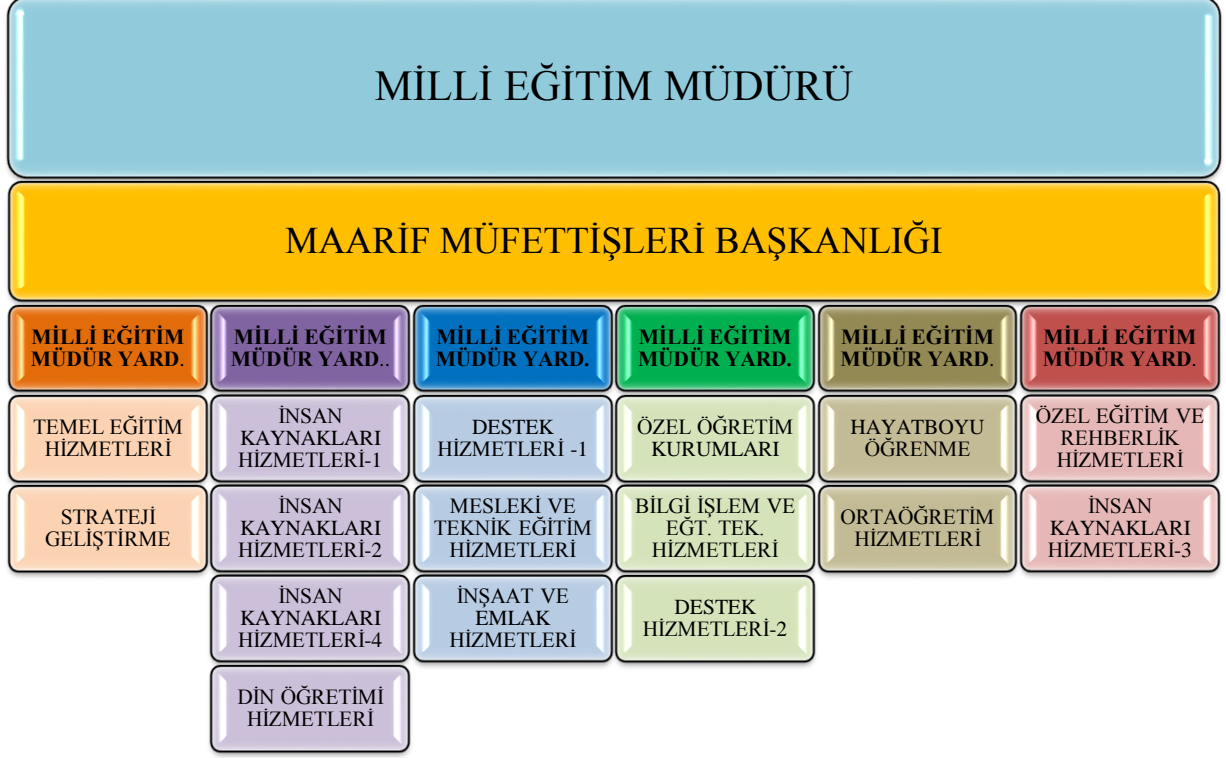 MİLLİ EĞİTİM MÜDÜRÜ
MAARİF MÜFETTİŞLERİ BAŞKANLIĞI
MİLLİ EĞİTİM
MÜDÜR YARD.
TEMEL EĞİTİM
HİZMETLERİ
STRATEJİ
GELİŞTİRME
MİLLİ EĞİTİM
MÜDÜR YARD..
İNSAN
KAYNAKLARI
HİZMETLERİ-1
İNSAN
KAYNAKLARI
HİZMETLERİ-2
İNSAN
KAYNAKLARI
HİZMETLERİ-4
DİN ÖĞRETİMİ
HİZMETLERİ
MİLLİ EĞİTİM
MÜDÜR YARD.
DESTEK
HİZMETLERİ -1
MESLEKİ VE
TEKNİK EĞİTİM
HİZMETLERİ
İNŞAAT VE
EMLAK
HİZMETLERİ
MİLLİ EĞİTİM
MÜDÜR YARD.
ÖZEL ÖĞRETİM
KURUMLARI
BİLGİ İŞLEM VE
EĞT. TEK.
HİZMETLERİ
DESTEK
HİZMETLERİ-2
MİLLİ EĞİTİM
MÜDÜR YARD.
HAYATBOYU
ÖĞRENME
ORTAÖĞRETİM
HİZMETLERİ
MİLLİ EĞİTİM
MÜDÜR YARD.
ÖZEL EĞİTİM VE
REHBERLİK
HİZMETLERİ
İNSAN
KAYNAKLARI
HİZMETLERİ-3